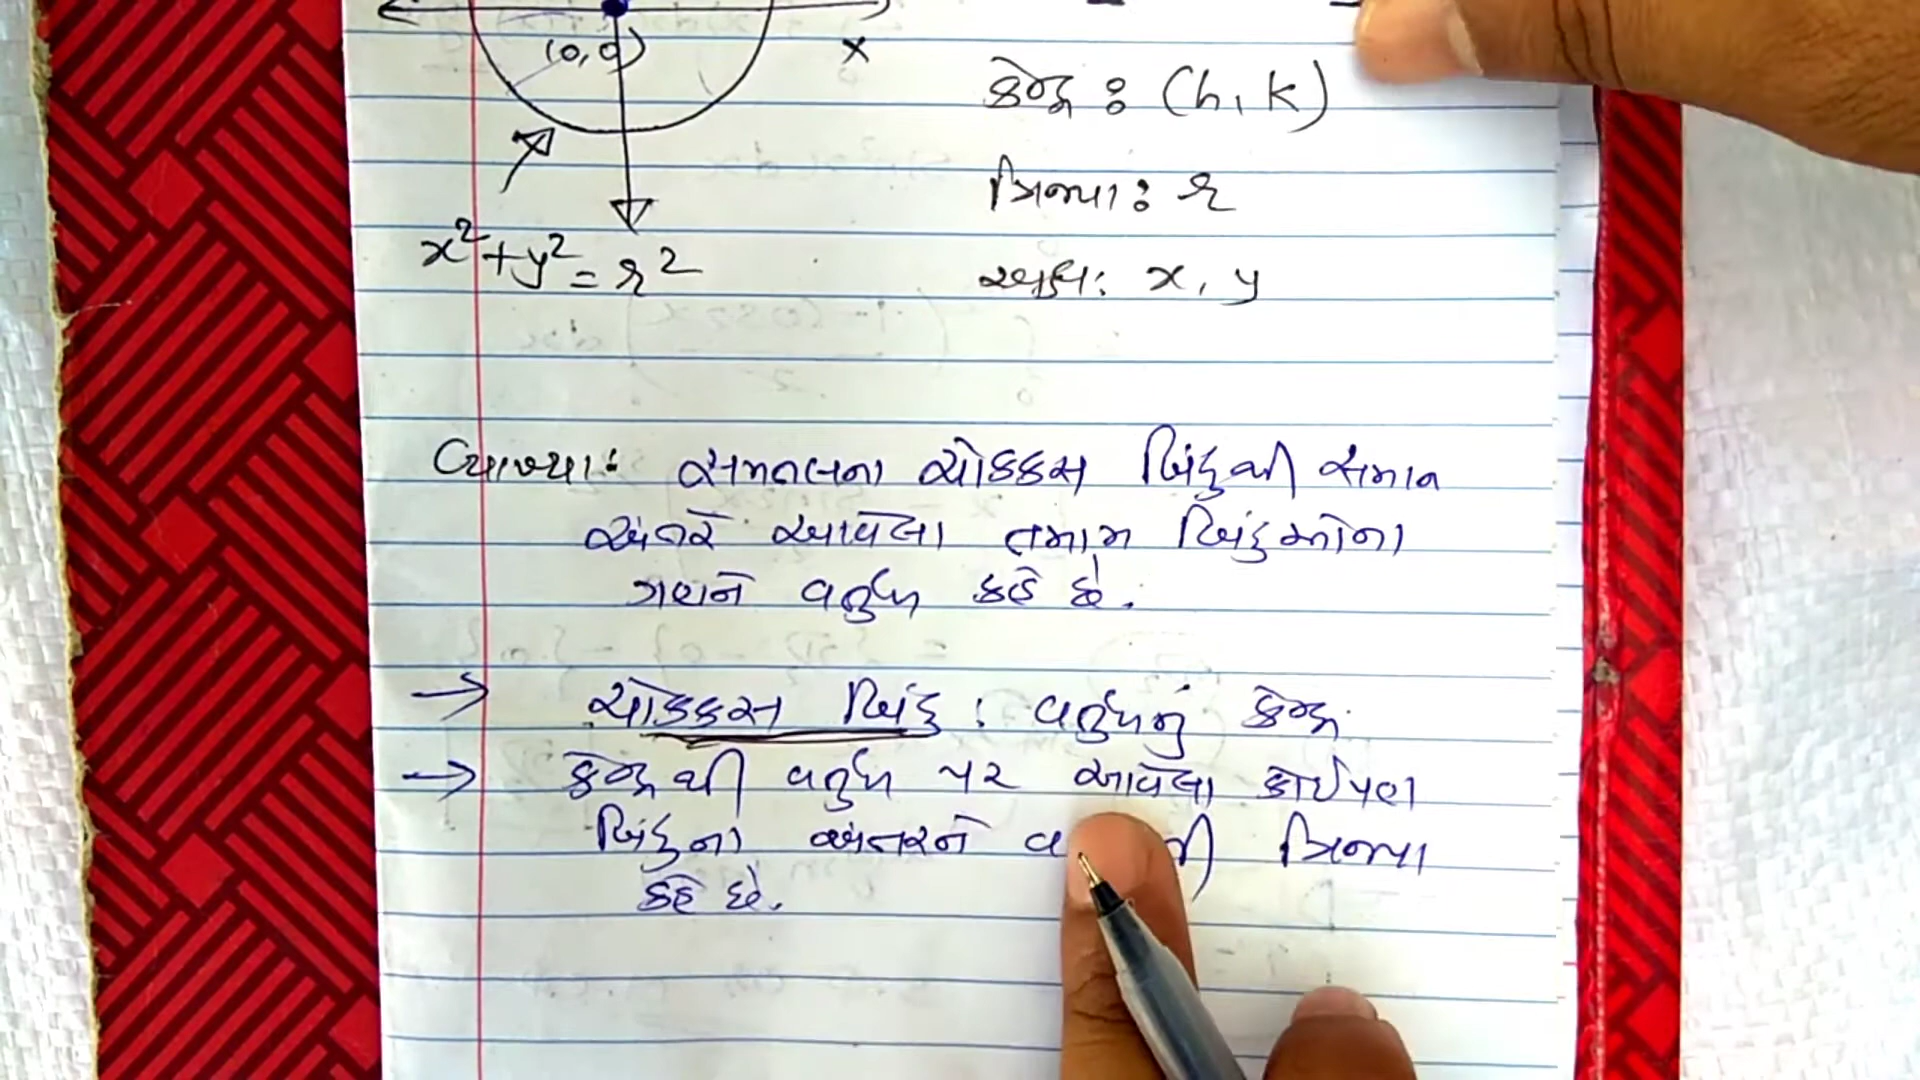 (0,0)
x
x²+y² = r²
કેન્દ્ર : (h, k)
ત્રિજ્યા : r
યામ: x, y
વ્યાખ્યા: સમતલના ચોક્કસ બિંદુથી સમાન
અંતરે આવેલા તમામ બિંદુઓના
ગણને વર્તુળ કહે છે.
→ ચોક્કસ બિંદુ : વર્તુળનું કેન્દ્ર
→ કેન્દ્રથી વર્તુળ પર આવેલા કોઈપણ
બિંદુના અંતરને ત્રિજ્યા
કહે છે.